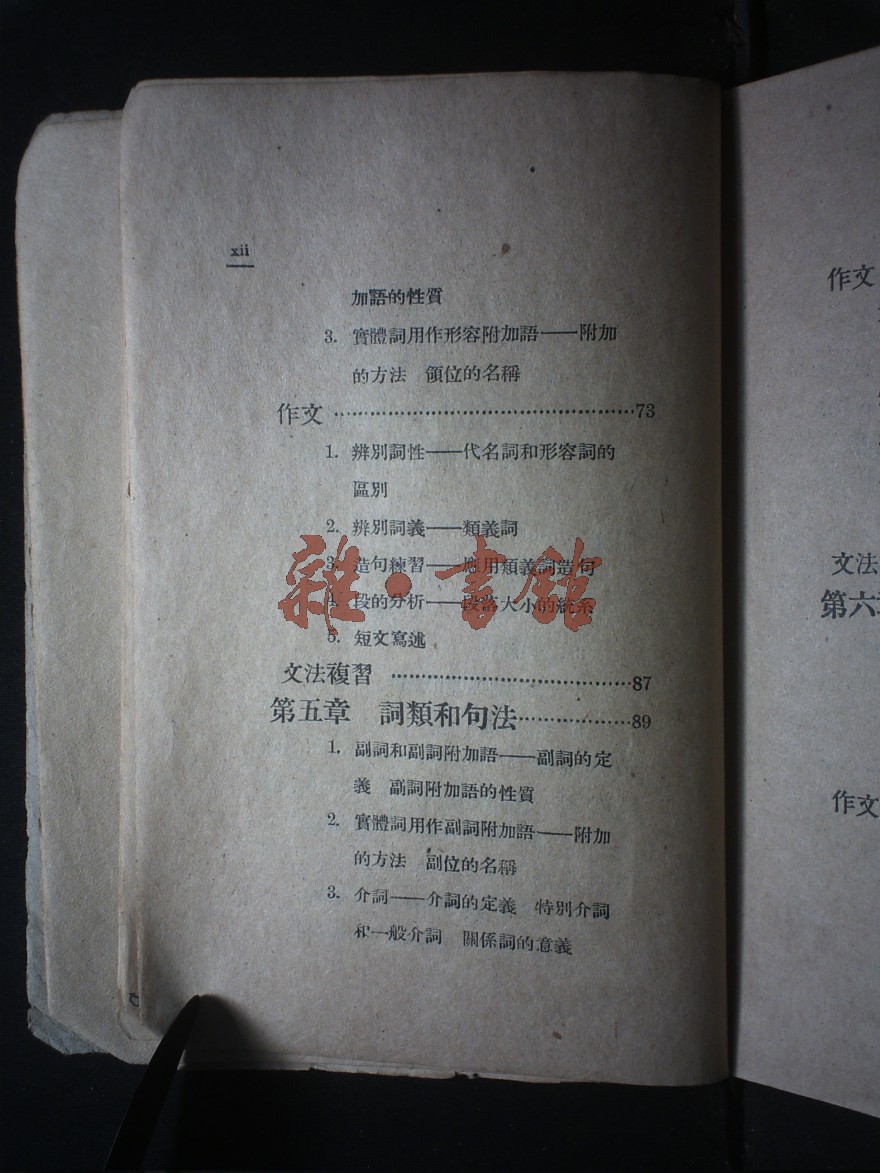 xii
加語的性質
3. 實體詞用作形容附加語——附加
的方法　領位的名稱
作文 ················································73
1. 辨別詞性——代名詞和形容詞的
區別
2. 辨別詞義——類義詞
3. 造句練習——應用類義詞造句
4. 段的分析——段落大小的統系
5. 短文寫述
文法複習 ·······································87
第五章　詞類和句法··················89
1. 副詞和副詞附加語——副詞的定
義　副詞附加語的性質
2. 實體詞用作副詞附加語——附加
的方法　副位的名稱
3. 介詞——介詞的定義　特別介詞
和一般介詞　關係詞的意義
雜·書館
作文
文法
第六
作文